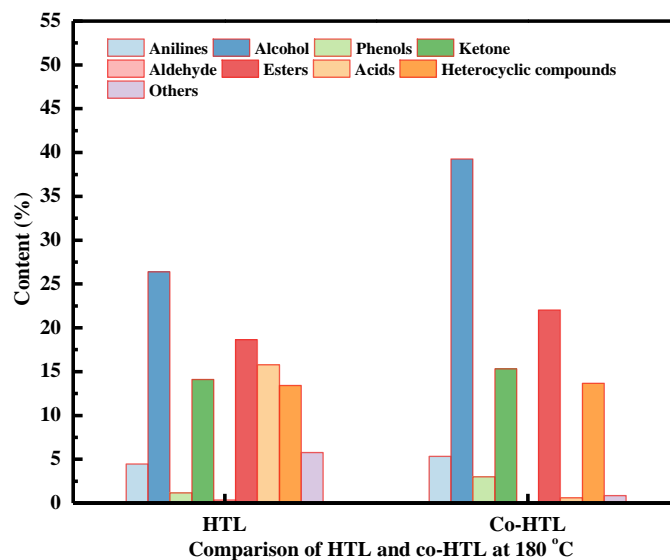 55
50
45
40
35
30
25
20
15
10
5
0
Content (%)
Anilines Alcohol Phenols Ketone
Aldehyde Esters Acids Heterocyclic compounds
Others
HTL Co-HTL
Comparison of HTL and co-HTL at 180 °C